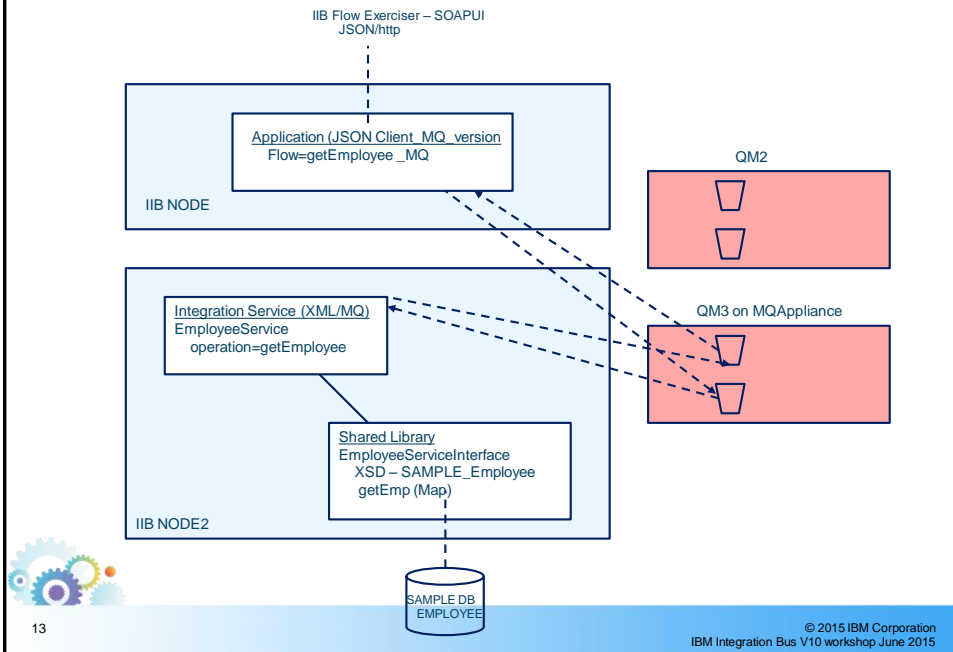 IIB Flow Exerciser – SOAPUI
JSON/http
Application (JSON Client_MQ_version
Flow=getEmployee _MQ
IIB NODE
QM2
Integration Service (XML/MQ)
EmployeeService
operation=getEmployee
QM3 on MQAppliance
Shared Library
EmployeeServiceInterface
XSD – SAMPLE_Employee
getEmp (Map)
IIB NODE2
SAMPLE DB
EMPLOYEE
13
© 2015 IBM Corporation
IBM Integration Bus V10 workshop June 2015